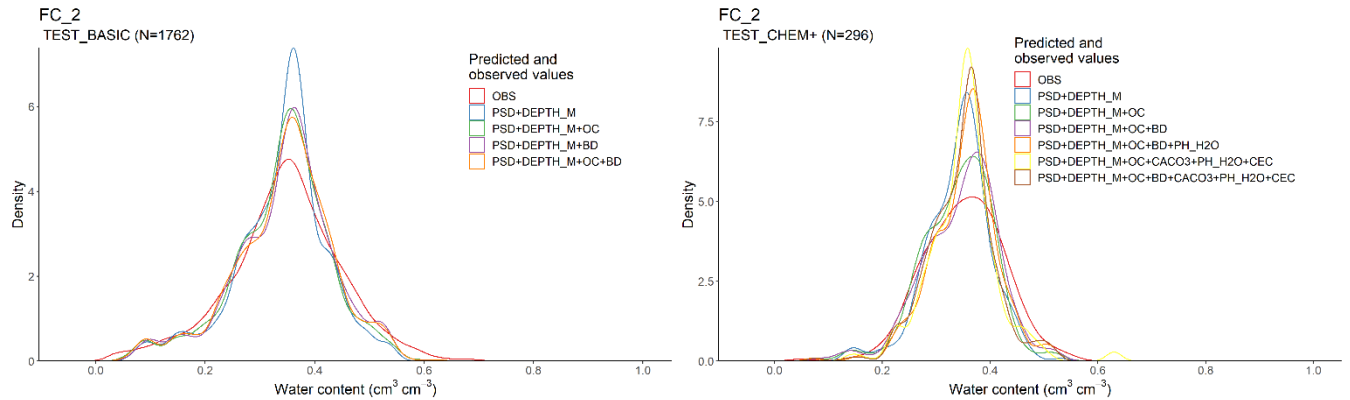 FC_2
TEST_BASIC (N=1762)
Predicted and
observed values
OBS
PSD+DEPTH_M
PSD+DEPTH_M+OC
PSD+DEPTH_M+BD
PSD+DEPTH_M+OC+BD
Density
6
4
2
0
0.0 0.2 0.4 0.6 0.8 1.0
Water content (cm³ cm⁻³)
FC_2
TEST_CHEM+ (N=296)
Predicted and
observed values
OBS
PSD+DEPTH_M
PSD+DEPTH_M+OC
PSD+DEPTH_M+OC+BD
PSD+DEPTH_M+OC+BD+PH_H2O
PSD+DEPTH_M+OC+CACO3+PH_H2O+CEC
PSD+DEPTH_M+OC+BD+CACO3+PH_H2O+CEC
Density
7.5
5.0
2.5
0.0
0.0 0.2 0.4 0.6 0.8 1.0
Water content (cm³ cm⁻³)